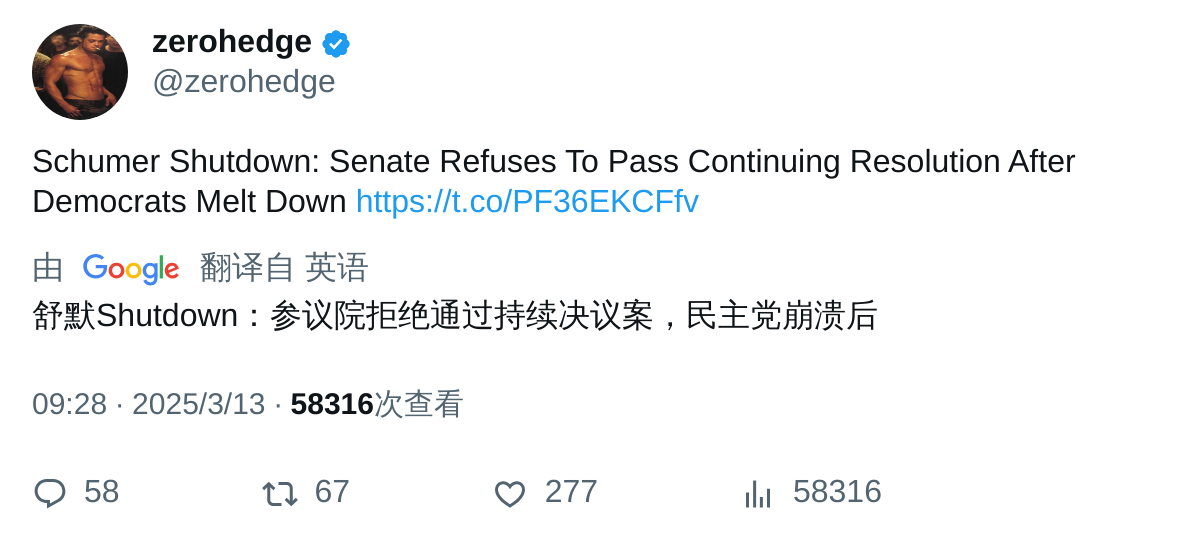 zerohedge
@zerohedge
Schumer Shutdown: Senate Refuses To Pass Continuing Resolution After
Democrats Melt Down https://t.co/PF36EKCFfv
由 Google 翻译自 英语
舒默Shutdown：参议院拒绝通过持续决议案，民主党崩溃后
09:28 · 2025/3/13 · 58316次查看
58 67 277 58316